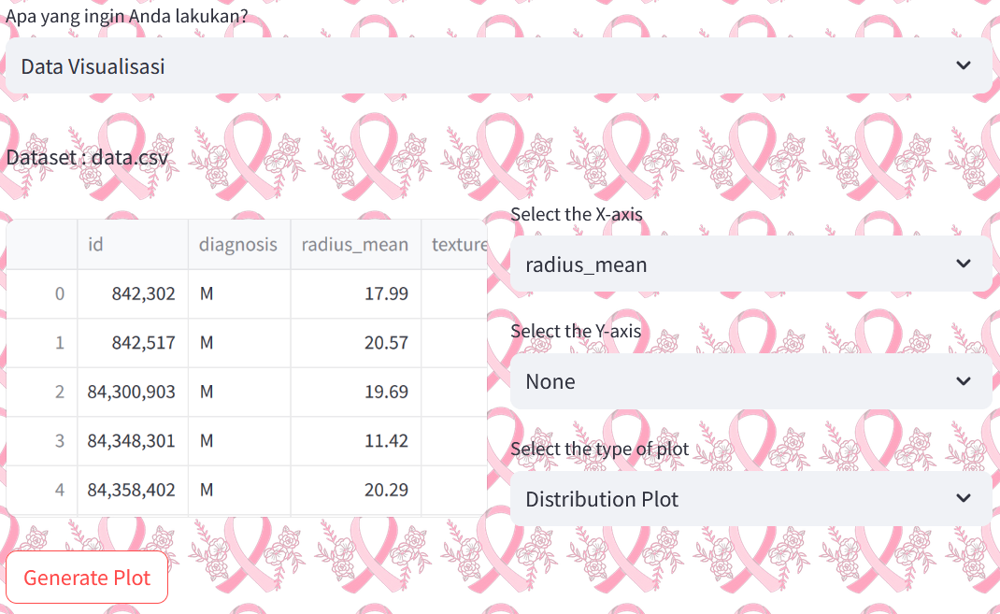 Apa yang ingin Anda lakukan?
Data Visualisasi
Dataset : data.csv
id diagnosis radius_mean texture
0 842,302 M 17.99
1 842,517 M 20.57
2 84,300,903 M 19.69
3 84,348,301 M 11.42
4 84,358,402 M 20.29
Select the X-axis
radius_mean
Select the Y-axis
None
Select the type of plot
Distribution Plot
Generate Plot